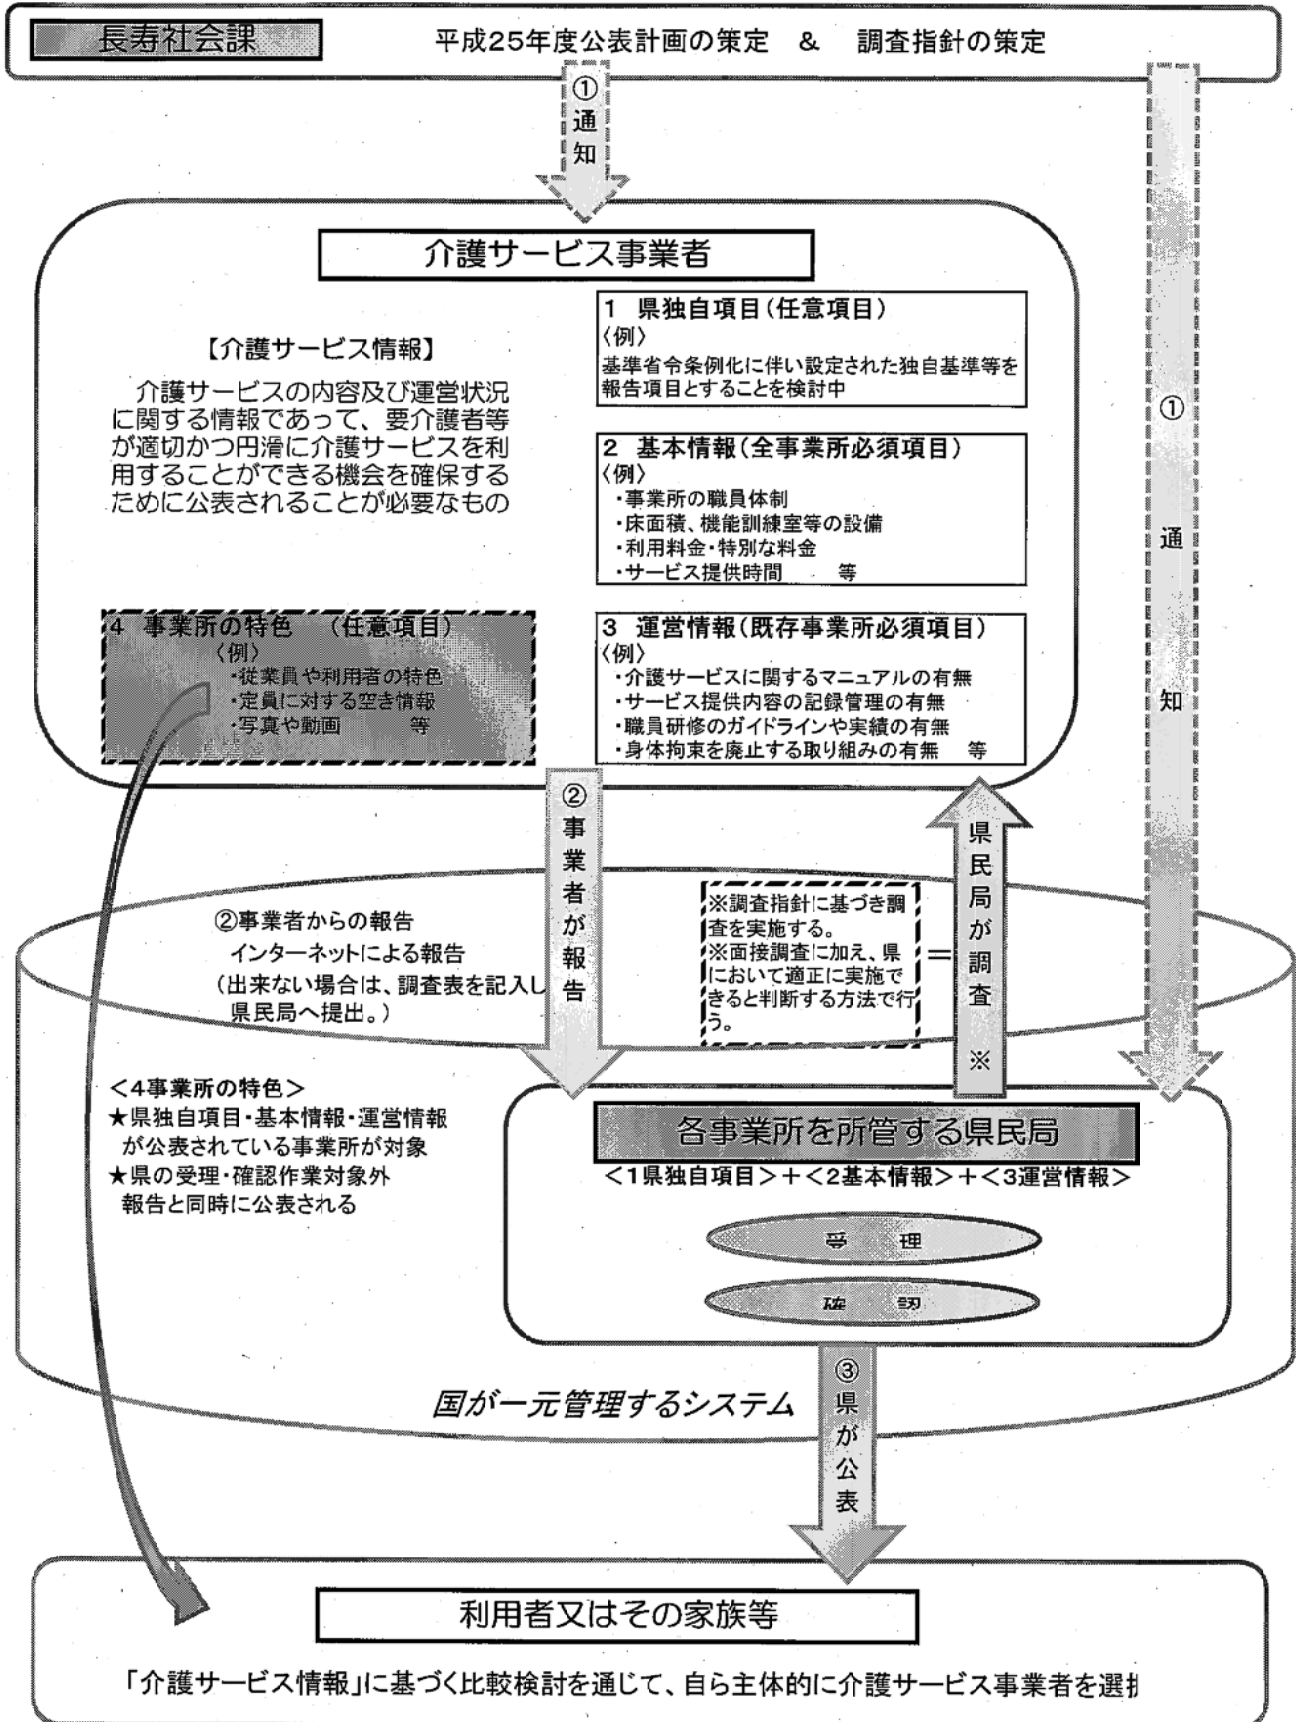 長寿社会課
平成25年度公表計画の策定 & 調査指針の策定
①通知
①通知
介護サービス事業者
【介護サービス情報】
介護サービスの内容及び運営状況
に関する情報であって、要介護者等
が適切かつ円滑に介護サービスを利
用することができる機会を確保する
ために公表されることが必要なもの
1 県独自項目(任意項目)
〈例〉
基準省令条例化に伴い設定された独自基準等を
報告項目とすることを検討中
2 基本情報(全事業所必須項目)
〈例〉
・事業所の職員体制
・床面積、機能訓練室等の設備
・利用料金・特別な料金
・サービス提供時間 等
4 事業所の特色 (任意項目)
〈例〉
・従業員や利用者の特色
・定員に対する空き情報
・写真や動画 等
3 運営情報(既存事業所必須項目)
〈例〉
・介護サービスに関するマニュアルの有無
・サービス提供内容の記録管理の有無
・職員研修のガイドラインや実績の有無
・身体拘束を廃止する取り組みの有無 等
②事業者が報告
県民局が調査 ※
②事業者からの報告
インターネットによる報告
(出来ない場合は、調査表を記入し
県民局へ提出。)
※調査指針に基づき調
査を実施する。
※面接調査に加え、県
において適正に実施で
きると判断する方法で行
う。
=
<4事業所の特色>
★県独自項目・基本情報・運営情報
が公表されている事業所が対象
★県の受理・確認作業対象外
報告と同時に公表される
各事業所を所管する県民局
<1県独自項目>+<2基本情報>+<3運営情報>
受 理
確 認
国が一元管理するシステム
③県が公表
利用者又はその家族等
「介護サービス情報」に基づく比較検討を通じて、自ら主体的に介護サービス事業者を選